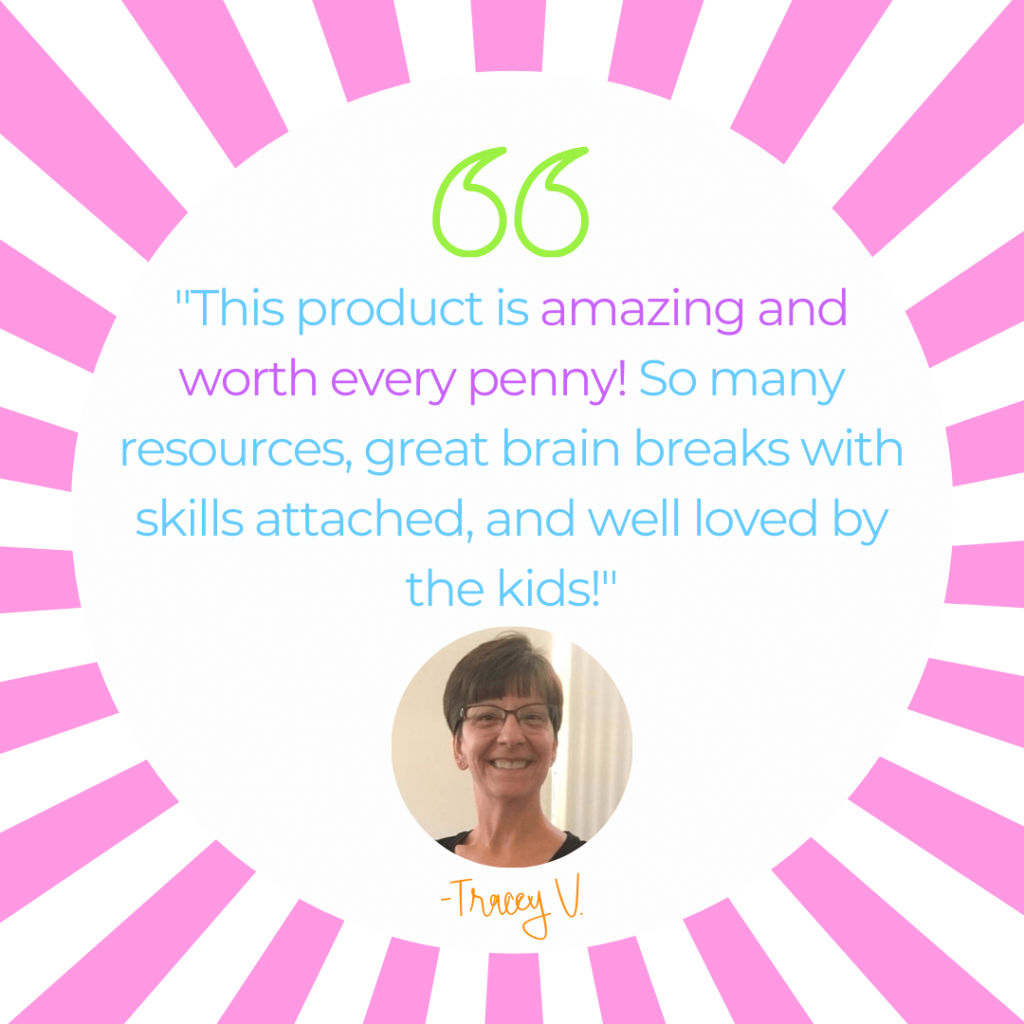 "This product is amazing and
worth every penny! So many
resources, great brain breaks with
skills attached, and well loved by
the kids!"
-Tracey V.